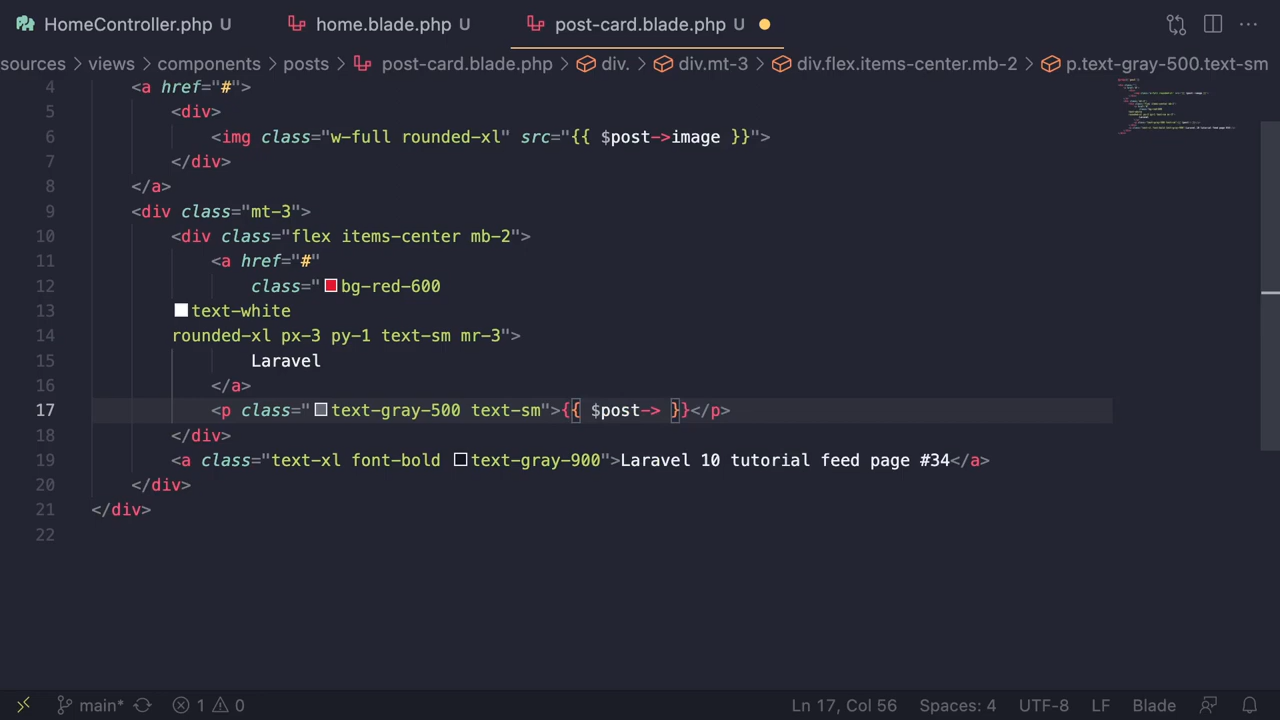 HomeController.php U home.blade.php U post-card.blade.php U
sources > views > components > posts > post-card.blade.php > div. > div.mt-3 > div.flex.items-center.mb-2 > p.text-gray-500.text-sm
4 <a href="#">
5 <div>
6 <img class="w-full rounded-xl" src="{{ $post->image }}">
7 </div>
8 </a>
9 <div class="mt-3">
10 <div class="flex items-center mb-2">
11 <a href="#"
12 class="bg-red-600
13 text-white
14 rounded-xl px-3 py-1 text-sm mr-3">
15 Laravel
16 </a>
17 <p class="text-gray-500 text-sm">{{ $post-> }}</p>
18 </div>
19 <a class="text-xl font-bold text-gray-900">Laravel 10 tutorial feed page #34</a>
20 </div>
21 </div>
22
main* 1 0 Ln 17, Col 56 Spaces: 4 UTF-8 LF Blade